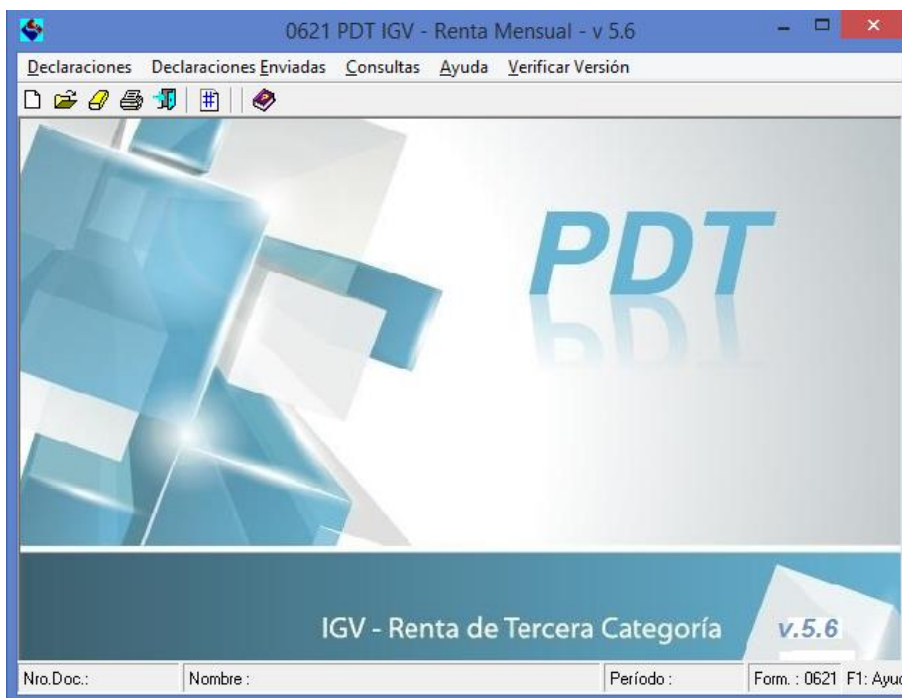 0621 PDT IGV - Renta Mensual - v 5.6
Declaraciones Declaraciones Enviadas Consultas Ayuda Verificar Versión
PDT
IGV - Renta de Tercera Categoría
v.5.6
Nro.Doc.: Nombre : Período : Form. : 0621 F1: Ayu